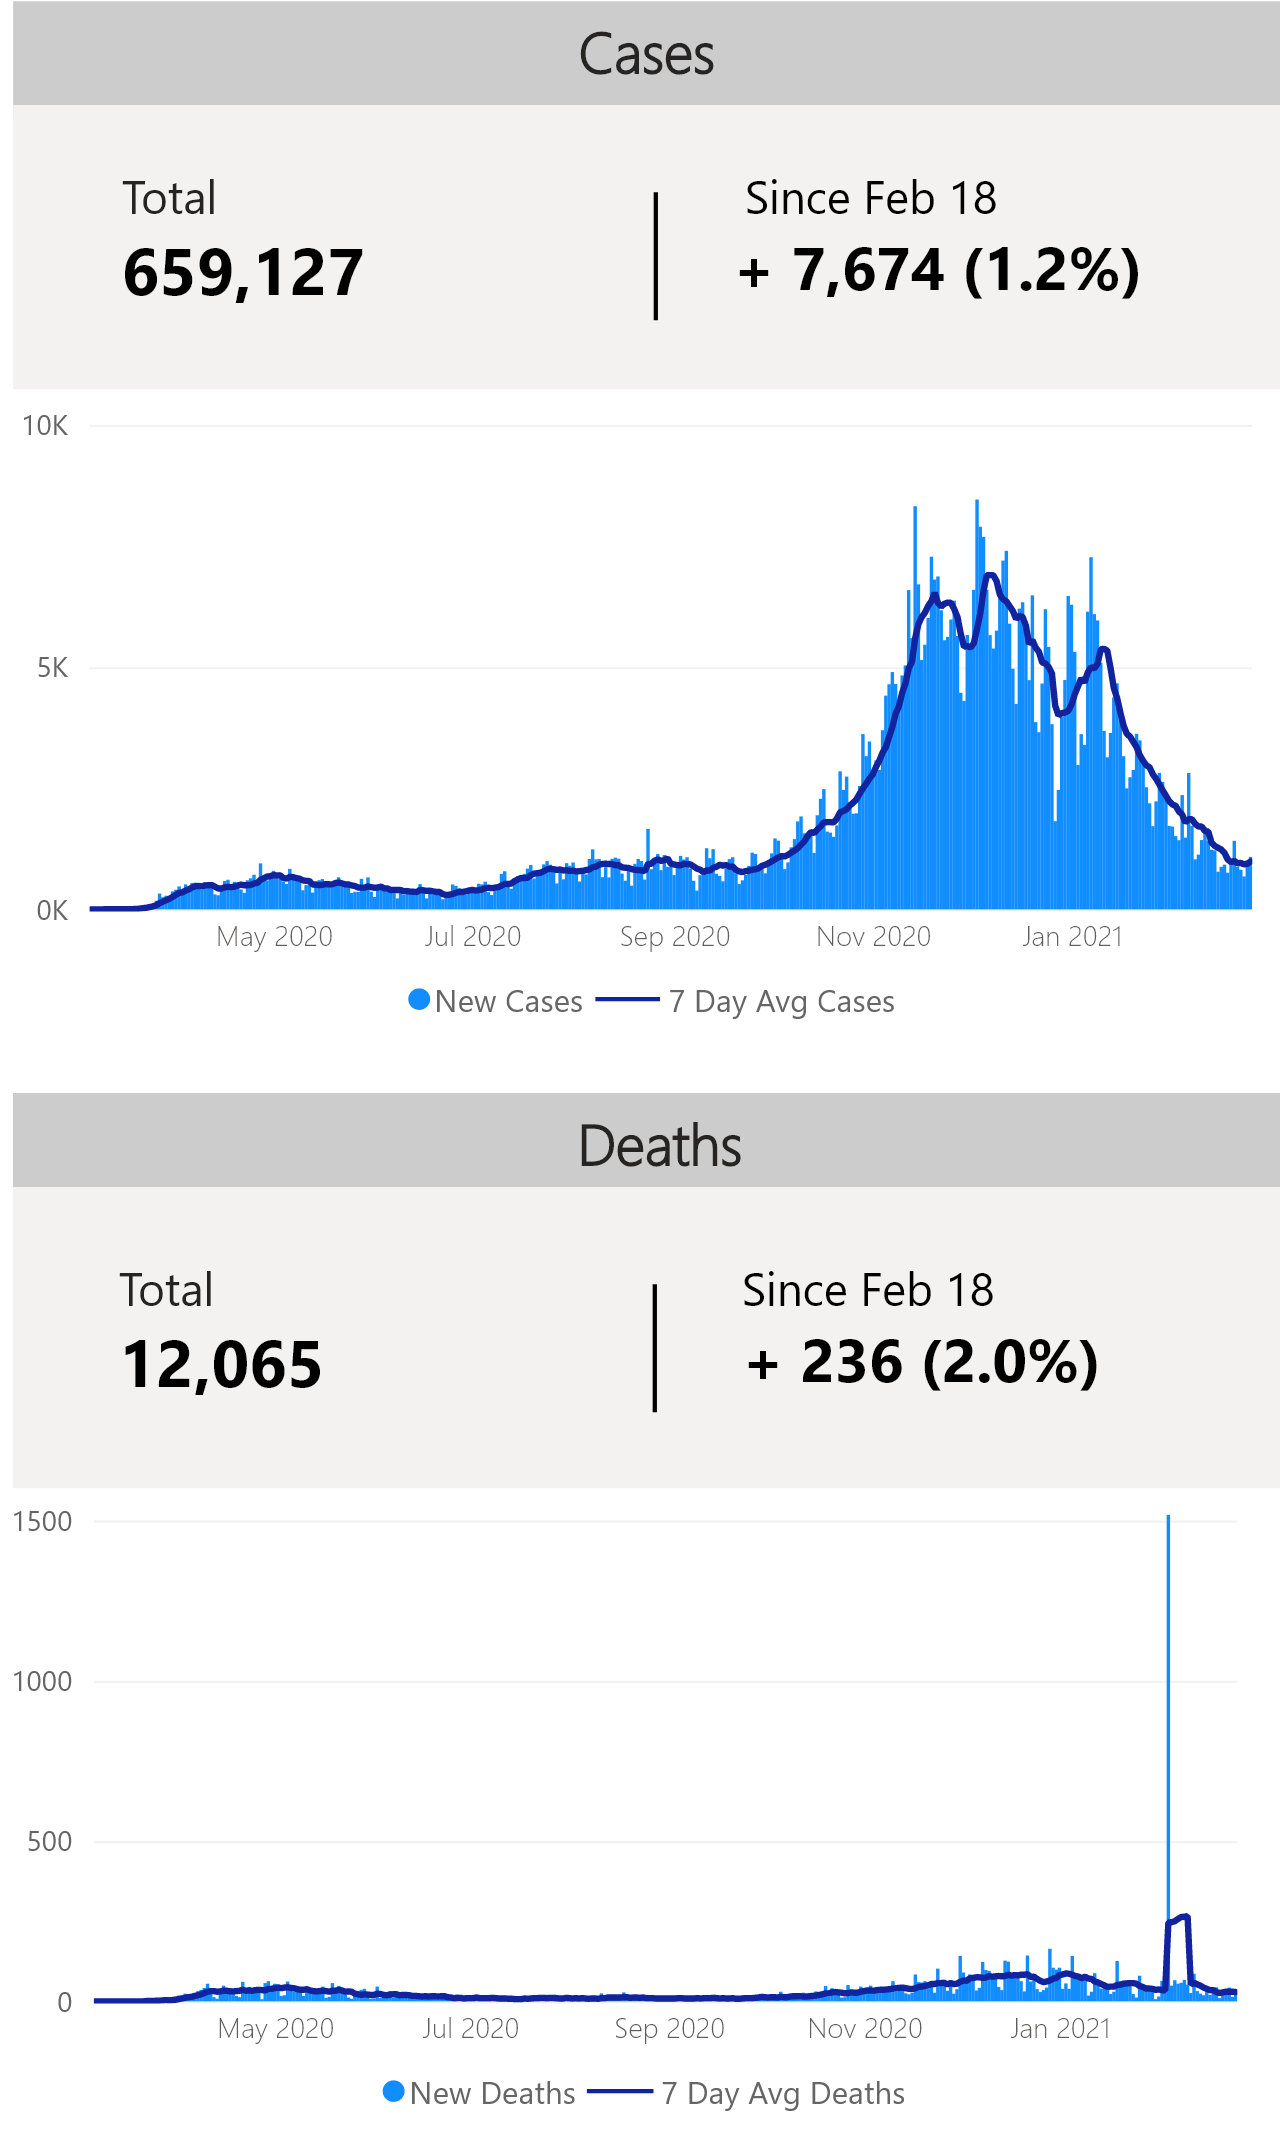 Cases
Total
Since Feb 18
659,127
+ 7,674 (1.2%)
10K
5K
0K
May 2020
Jul 2020
Sep 2020
Nov 2020
Jan 2021
New Cases
7 Day Avg Cases
Deaths
Total
Since Feb 18
12,065
+ 236 (2.0%)
1500
1000
500
0
May 2020
Jul 2020
Sep 2020
Nov 2020
Jan 2021
New Deaths
7 Day Avg Deaths